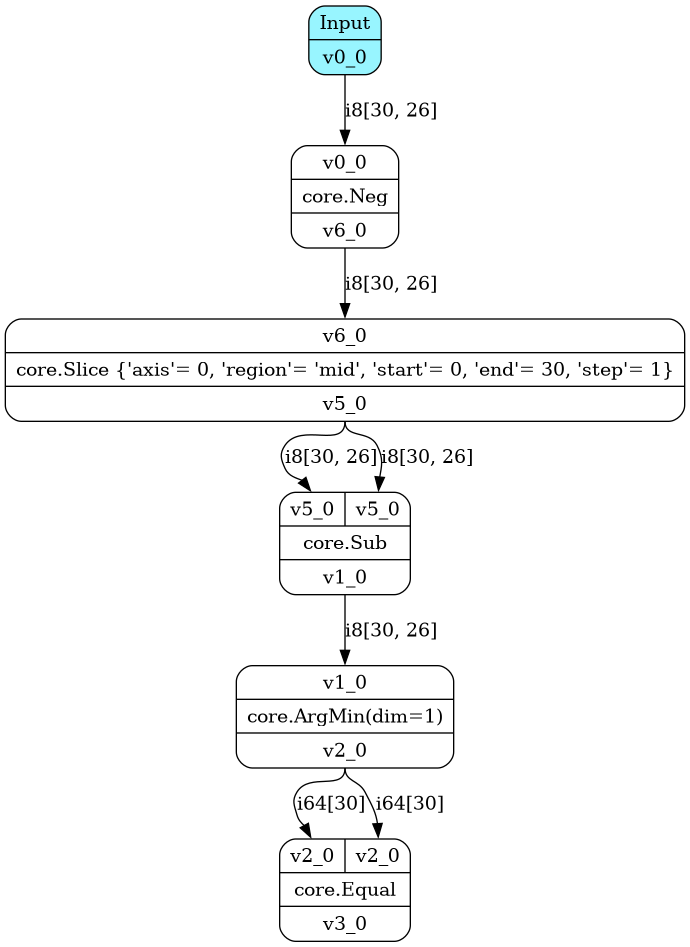 Input
v0_0
i8[30, 26]
v0_0
core.Neg
v6_0
i8[30, 26]
v6_0
core.Slice {'axis'= 0, 'region'= 'mid', 'start'= 0, 'end'= 30, 'step'= 1}
v5_0
i8[30, 26] i8[30, 26]
v5_0 v5_0
core.Sub
v1_0
i8[30, 26]
v1_0
core.ArgMin(dim=1)
v2_0
i64[30] i64[30]
v2_0 v2_0
core.Equal
v3_0